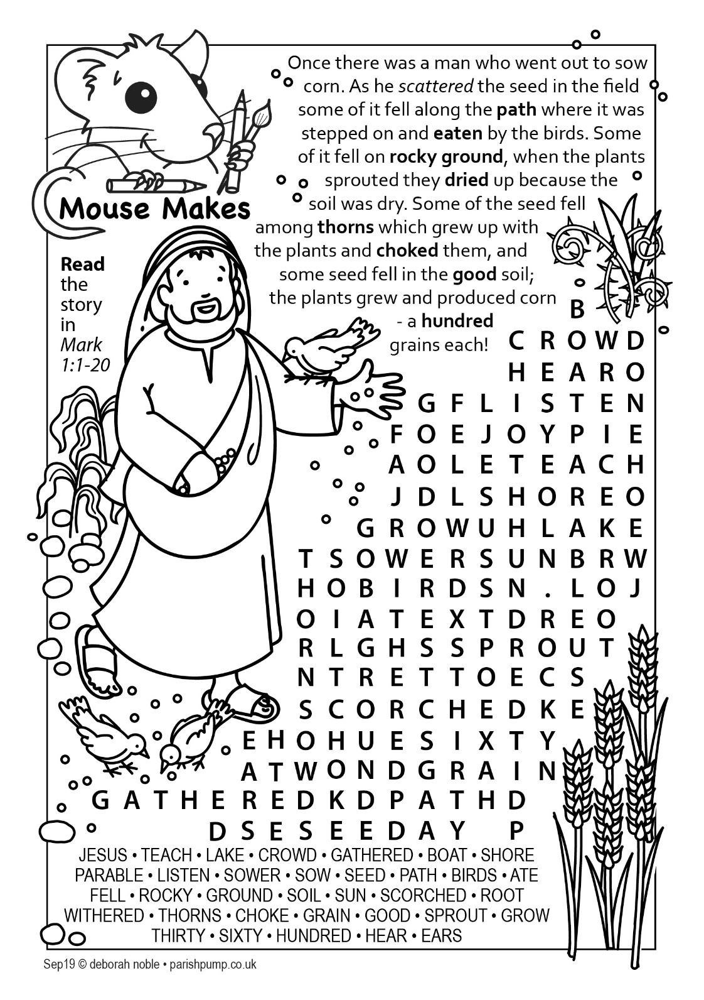 Once there was a man who went out to sow
corn. As he scattered the seed in the field
some of it fell along the path where it was
stepped on and eaten by the birds. Some
of it fell on rocky ground, when the plants
sprouted they dried up because the
soil was dry. Some of the seed fell
among thorns which grew up with
the plants and choked them, and
some seed fell in the good soil;
the plants grew and produced corn
- a hundred
grains each!
Mouse Makes
Read
the
story
in
Mark
1:1-20
B
C R O W D
H E A R O
G F L I S T E N
F O E J O Y P I E
A O L E T E A C H
J D L S H O R E O
G R O W U H L A K E
T S O W E R S U N B R W
H O B I R D S N . L O J
O I A T E X T D R E O
R L G H S S P R O U T
N T R E T T O E C S
S C O R C H E D K E
E H O H U E S I X T Y
A T W O N D G R A I N
G A T H E R E D K D P A T H D
D S E S E E D A Y P
JESUS • TEACH • LAKE • CROWD • GATHERED • BOAT • SHORE
PARABLE • LISTEN • SOWER • SOW • SEED • PATH • BIRDS • ATE
FELL • ROCKY • GROUND • SOIL • SUN • SCORCHED • ROOT
WITHERED • THORNS • CHOKE • GRAIN • GOOD • SPROUT • GROW
THIRTY • SIXTY • HUNDRED • HEAR • EARS
Sep19 © deborah noble • parishpump.co.uk